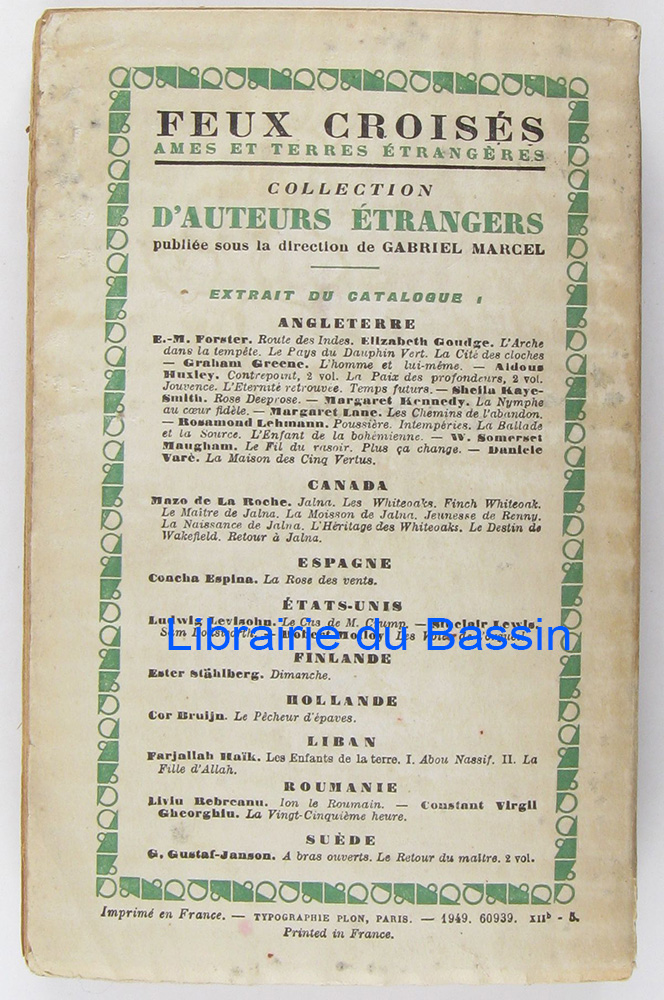 FEUX CROISÉS
AMES ET TERRES ÉTRANGÈRES
COLLECTION
D'AUTEURS ÉTRANGERS
publiée sous la direction de GABRIEL MARCEL
EXTRAIT DU CATALOGUE :
ANGLETERRE
E.-M. Forster. Route des Indes. Elizabeth Goudge. L'Arche
dans la tempête. Le Pays du Dauphin Vert. La Cité des cloches
— Graham Greene. L'homme et lui-même. — Aldous
Huxley. Contrepoint, 2 vol. La Paix des profondeurs, 2 vol.
Jouvence. L'Eternité retrouvée. Temps futurs. — Sheila Kaye-
Smith. Rose Deeprose. — Margaret Kennedy. La Nymphe
au cœur fidèle. — Margaret Lane. Les Chemins de l'abandon.
— Rosamond Lehmann. Poussière. Intempéries. La Ballade
et la Source. L'Enfant de la bohémienne. — W. Somerset
Maugham. Le Fil du rasoir. Plus ça change. — Daniele
Varè. La Maison des Cinq Vertus.
CANADA
Mazo de La Roche. Jalna. Les Whiteoaks. Finch Whiteoak.
Le Maître de Jalna. La Moisson de Jalna. Jeunesse de Renny.
La Naissance de Jalna. L'Héritage des Whiteoaks. Le Destin de
Wakefield. Retour à Jalna.
ESPAGNE
Concha Espina. La Rose des vents.
ÉTATS-UNIS
Ludwig Levisohn. Le Cas de M. Crump. — Sinclair Lewis.
Sam Dodsworth. — Robert Molloy. Les
Librairie du Bassin
FINLANDE
Ester Stählberg. Dimanche.
HOLLANDE
Cor Bruijn. Le Pêcheur d'épaves.
LIBAN
Farjallah Haïk. Les Enfants de la terre. I. Abou Nassif. II. La
Fille d'Allah.
ROUMANIE
Liviu Rebreanu. Ion le Roumain. — Constant Virgil
Gheorghiu. La Vingt-Cinquième heure.
SUÈDE
G. Gustaf-Janson. A bras ouverts. Le Retour du maître. 2 vol.
Imprimé en France. — TYPOGRAPHIE PLON, PARIS. — 1949. 60939. XIIb - 5.
Printed in France.